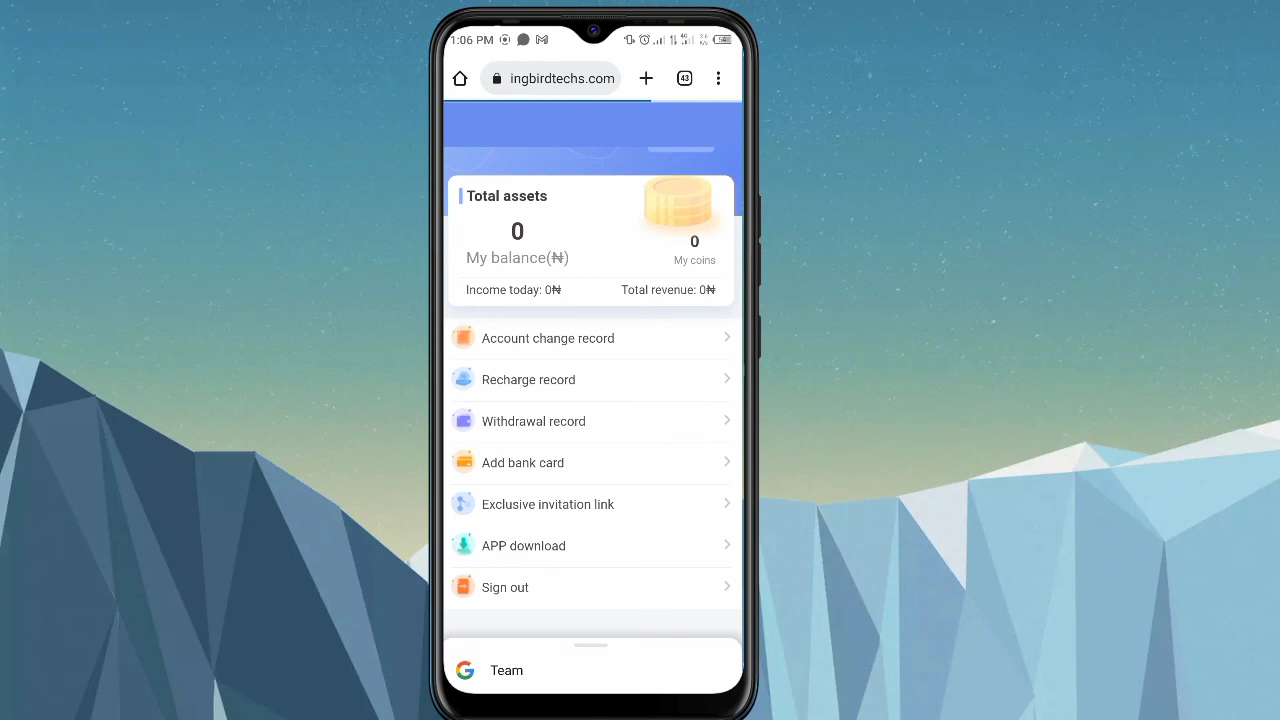 1:06 PM
ingbirdtechs.com
43
Total assets
0
My balance(₦)
0
My coins
Income today: 0₦
Total revenue: 0₦
Account change record
Recharge record
Withdrawal record
Add bank card
Exclusive invitation link
APP download
Sign out
Team